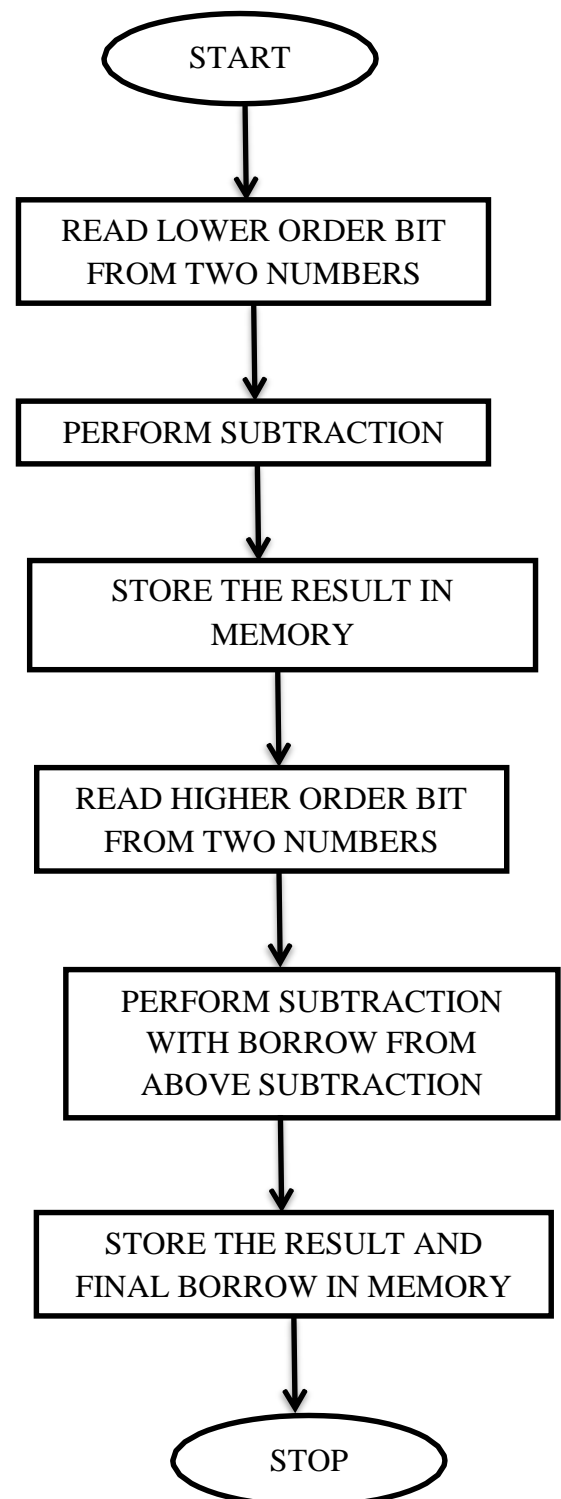 START
READ LOWER ORDER BIT
FROM TWO NUMBERS
PERFORM SUBTRACTION
STORE THE RESULT IN
MEMORY
READ HIGHER ORDER BIT
FROM TWO NUMBERS
PERFORM SUBTRACTION
WITH BORROW FROM
ABOVE SUBTRACTION
STORE THE RESULT AND
FINAL BORROW IN MEMORY
STOP